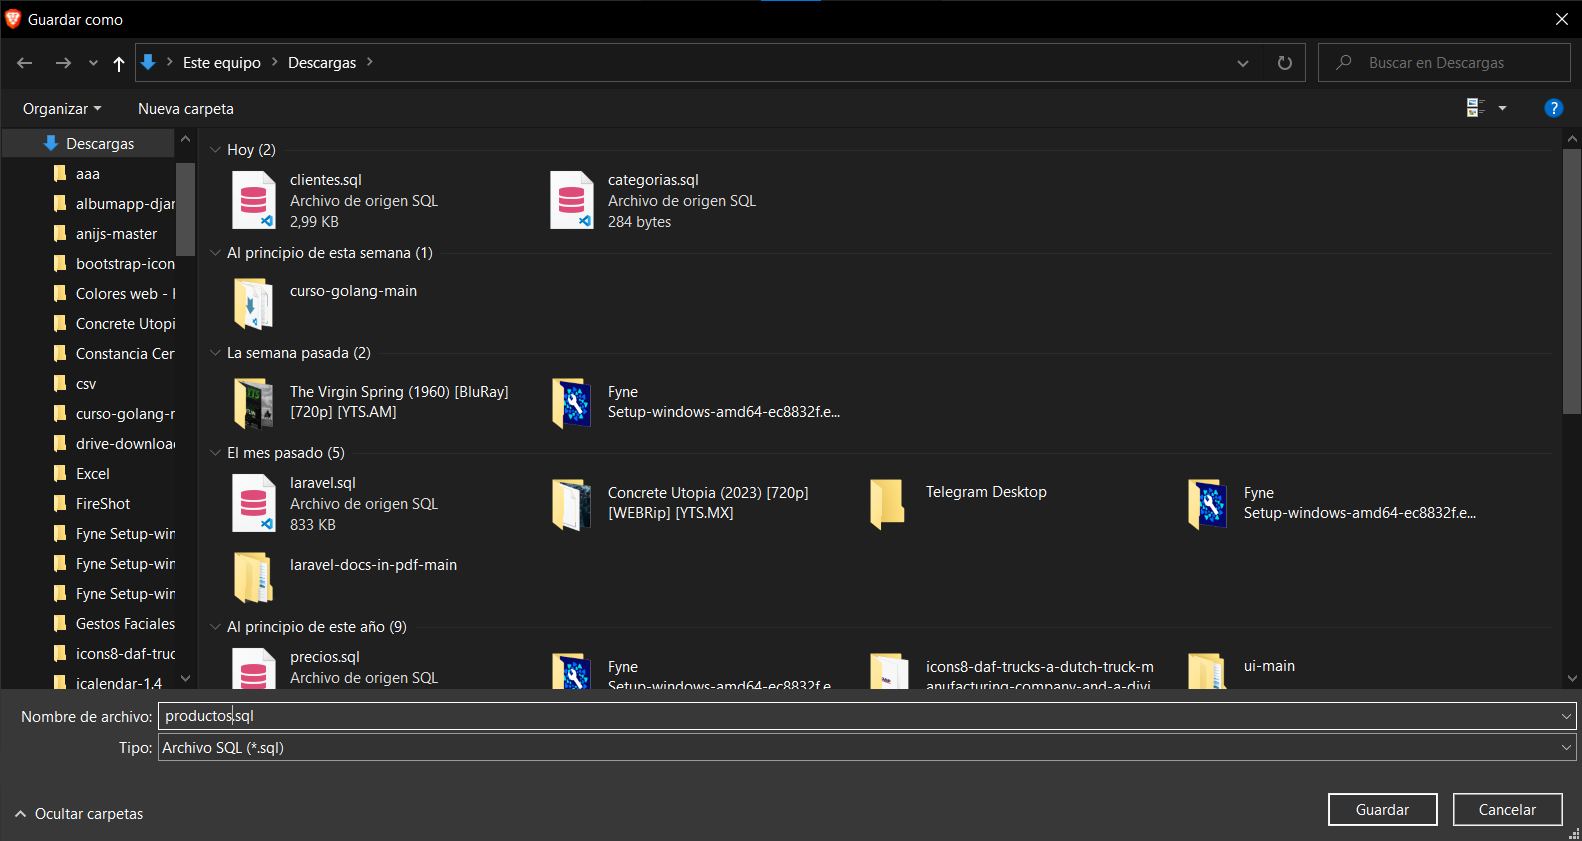 Guardar como
Este equipo
Descargas
Buscar en Descargas
Organizar
Nueva carpeta
?
Descargas
aaa
albumapp-djar
anijs-master
bootstrap-icon
Colores web - 
Concrete Utopi
Constancia Cer
csv
curso-golang-r
drive-downloa
Excel
FireShot
Fyne Setup-win
Fyne Setup-win
Fyne Setup-win
Gestos Faciales
icons8-daf-truc
icalendar-1.4
Hoy (2)
clientes.sql
Archivo de origen SQL
2,99 KB
categorias.sql
Archivo de origen SQL
284 bytes
Al principio de esta semana (1)
curso-golang-main
La semana pasada (2)
The Virgin Spring (1960) [BluRay]
[720p] [YTS.AM]
Fyne
Setup-windows-amd64-ec8832f.e...
El mes pasado (5)
laravel.sql
Archivo de origen SQL
833 KB
Concrete Utopia (2023) [720p]
[WEBRip] [YTS.MX]
Telegram Desktop
Fyne
Setup-windows-amd64-ec8832f.e...
laravel-docs-in-pdf-main
Al principio de este año (9)
precios.sql
Archivo de origen SQL
Fyne
Setup-windows-amd64-ec8832f.e
icons8-daf-trucks-a-dutch-truck-m
anufacturing-company-and-a-divi
ui-main
Nombre de archivo:
productos.sql
Tipo:
Archivo SQL (*.sql)
Ocultar carpetas
Guardar
Cancelar